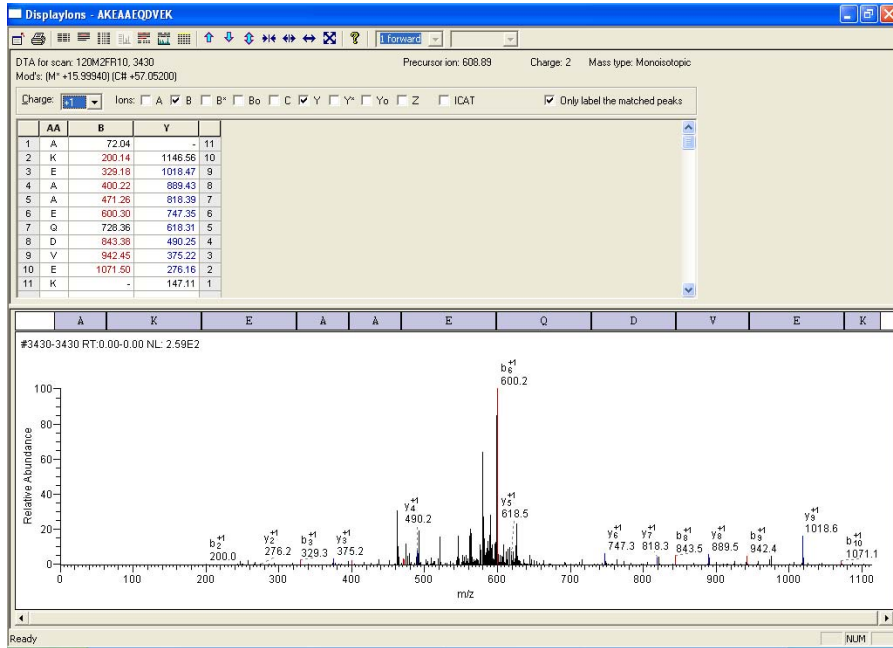 DisplayIons - AKEAAEQDVEK
1 forward
DTA for scan: 120M2FR10, 3430 Precursor ion: 608.89 Charge: 2 Mass type: Monoisotopic
Mod's: (M* +15.99940) (C# +57.05200)
Charge: +1 Ions: A B B* Bo C Y Y* Yo Z ICAT Only label the matched peaks
AA B Y
1 A 72.04 - 11
2 K 200.14 1146.56 10
3 E 329.18 1018.47 9
4 A 400.22 889.43 8
5 A 471.26 818.39 7
6 E 600.30 747.35 6
7 Q 728.36 618.31 5
8 D 843.38 490.25 4
9 V 942.45 375.22 3
10 E 1071.50 276.16 2
11 K - 147.11 1
A K E A A E Q D V E K
#3430-3430 RT:0.00-0.00 NL: 2.59E2
b6+1
600.2
y4+1
490.2
y5+1
618.5
y9+1
1018.6
b2+1
200.0
y2+1
276.2
b3+1
329.3
y3+1
375.2
y6+1
747.3
y7+1
818.3
b8+1
843.5
y8+1
889.5
b9+1
942.4
b10+1
1071.1
Relative Abundance
100
80
60
40
20
0
0 100 200 300 400 500 600 700 800 900 1000 1100
m/z
Ready NUM